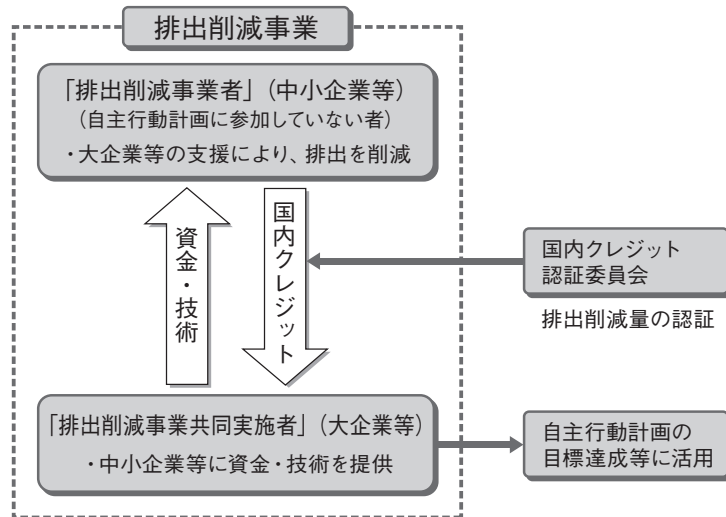 排出削減事業
「排出削減事業者」（中小企業等）
（自主行動計画に参加していない者）
・大企業等の支援により、排出を削減
資金・技術
国内クレジット
国内クレジット
認証委員会
排出削減量の認証
「排出削減事業共同実施者」（大企業等）
・中小企業等に資金・技術を提供
自主行動計画の
目標達成等に活用